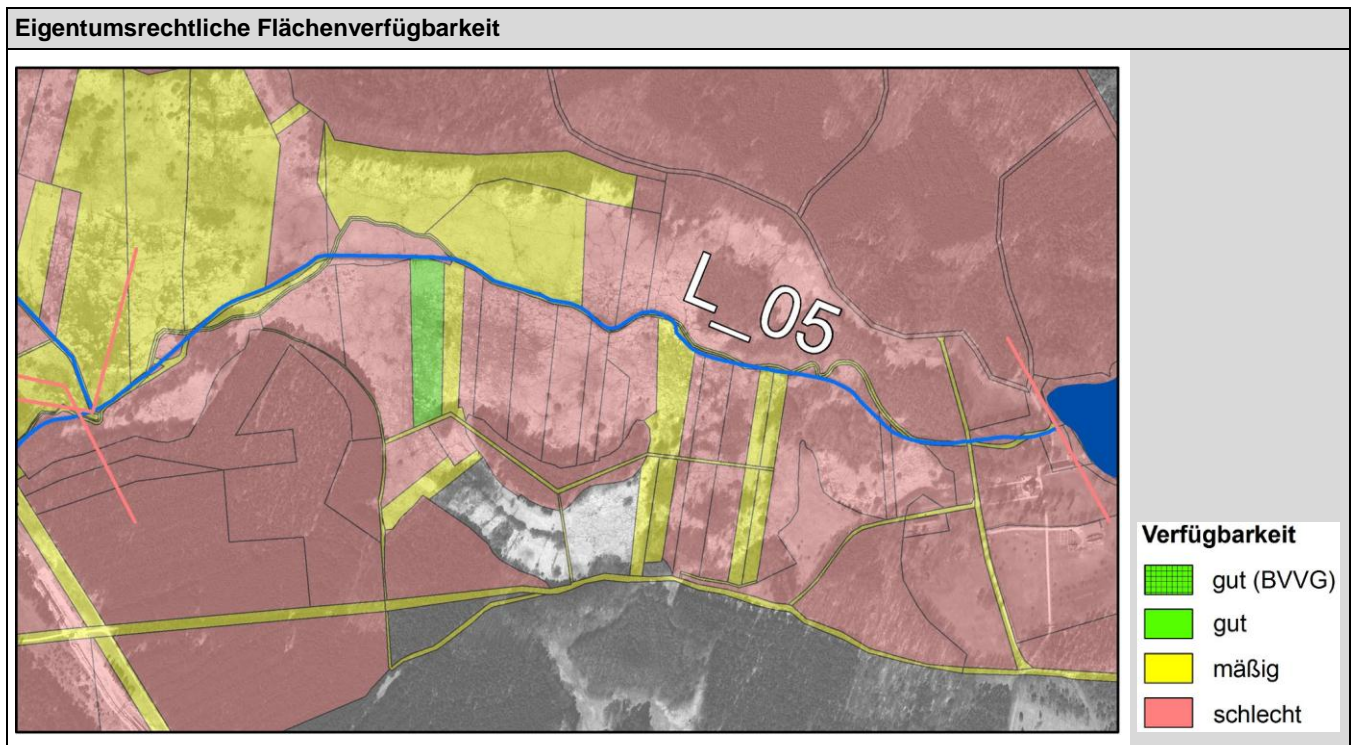 Eigentumsrechtliche Flächenverfügbarkeit
L_05
Verfügbarkeit
gut (BVVG)
gut
mäßig
schlecht